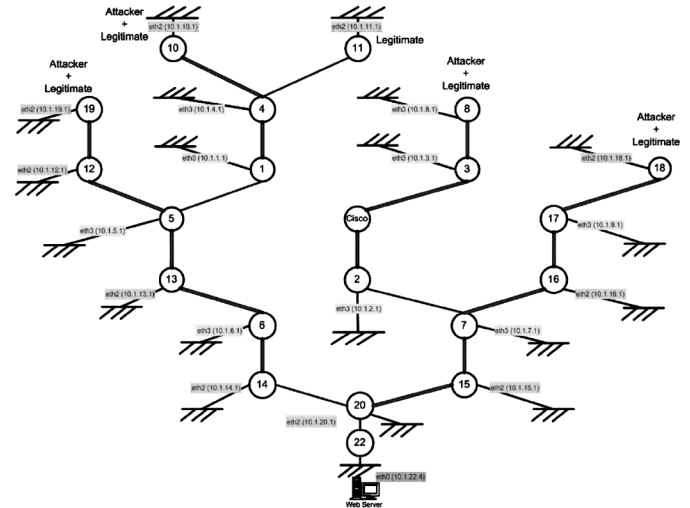 Attacker
+
Legitimate
eth2 (10.1.10.1)
10
eth2 (10.1.11.1)
11
Legitimate
Attacker
+
Legitimate
eth2 (10.1.19.1)
19
eth3 (10.1.4.1)
4
Attacker
+
Legitimate
eth3 (10.1.8.1)
8
eth2 (10.1.12.1)
12
eth3 (10.1.1.1)
1
eth3 (10.1.3.1)
3
Attacker
+
Legitimate
eth2 (10.1.18.1)
18
eth3 (10.1.5.1)
5
Cisco
17
eth3 (10.1.9.1)
eth2 (10.1.13.1)
13
2
eth3 (10.1.2.1)
16
eth2 (10.1.16.1)
eth3 (10.1.6.1)
6
7
eth3 (10.1.7.1)
eth2 (10.1.14.1)
14
15
eth2 (10.1.15.1)
eth2 (10.1.20.1)
20
22
eth0 (10.1.22.4)
Web Server